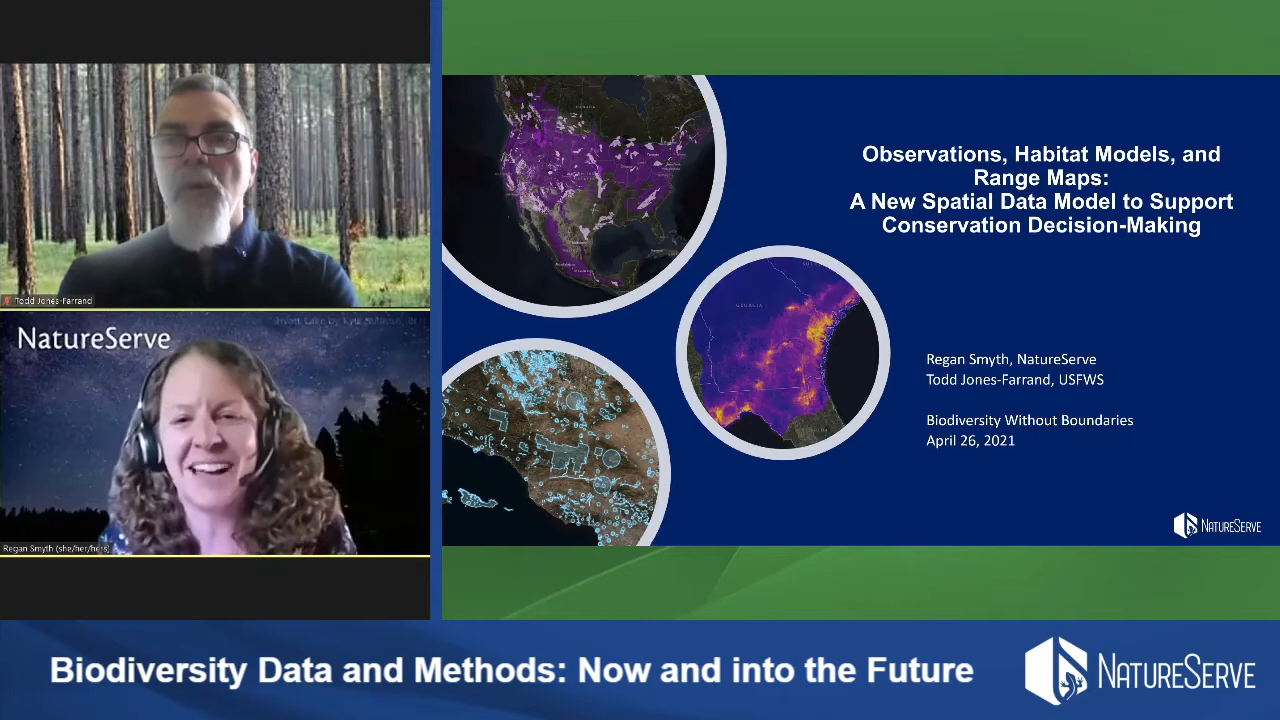 Todd Jones-Farrand
NatureServe
Regan Smyth (she/her/hers)
Observations, Habitat Models, and
Range Maps:
A New Spatial Data Model to Support
Conservation Decision-Making
CANADA
GEORGIA
Regan Smyth, NatureServe
Todd Jones-Farrand, USFWS
Biodiversity Without Boundaries
April 26, 2021
NATURESERVE
Biodiversity Data and Methods: Now and into the Future
NATURESERVE